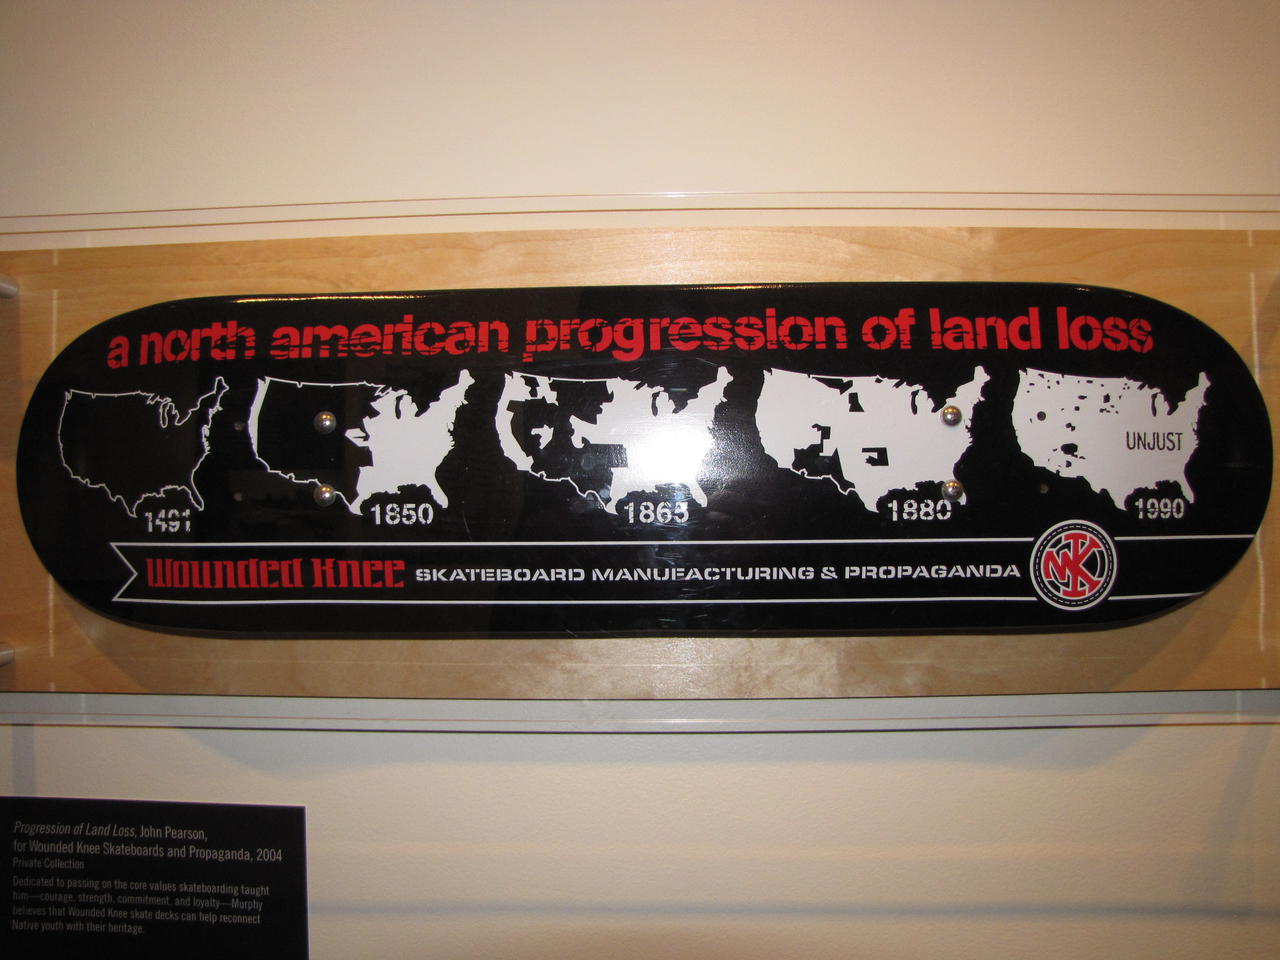 a north american progression of land loss
1491
1850
1865
1880
UNJUST
1990
Wounded Knee SKATEBOARD MANUFACTURING & PROPAGANDA
WK
Progression of Land Loss, John Pearson,
for Wounded Knee Skateboards and Propaganda, 2004
Private Collection
Dedicated to passing on the core values skateboarding taught
him—courage, strength, commitment, and loyalty—Murphy
believes that Wounded Knee skate decks can help reconnect
Native youth with their heritage.